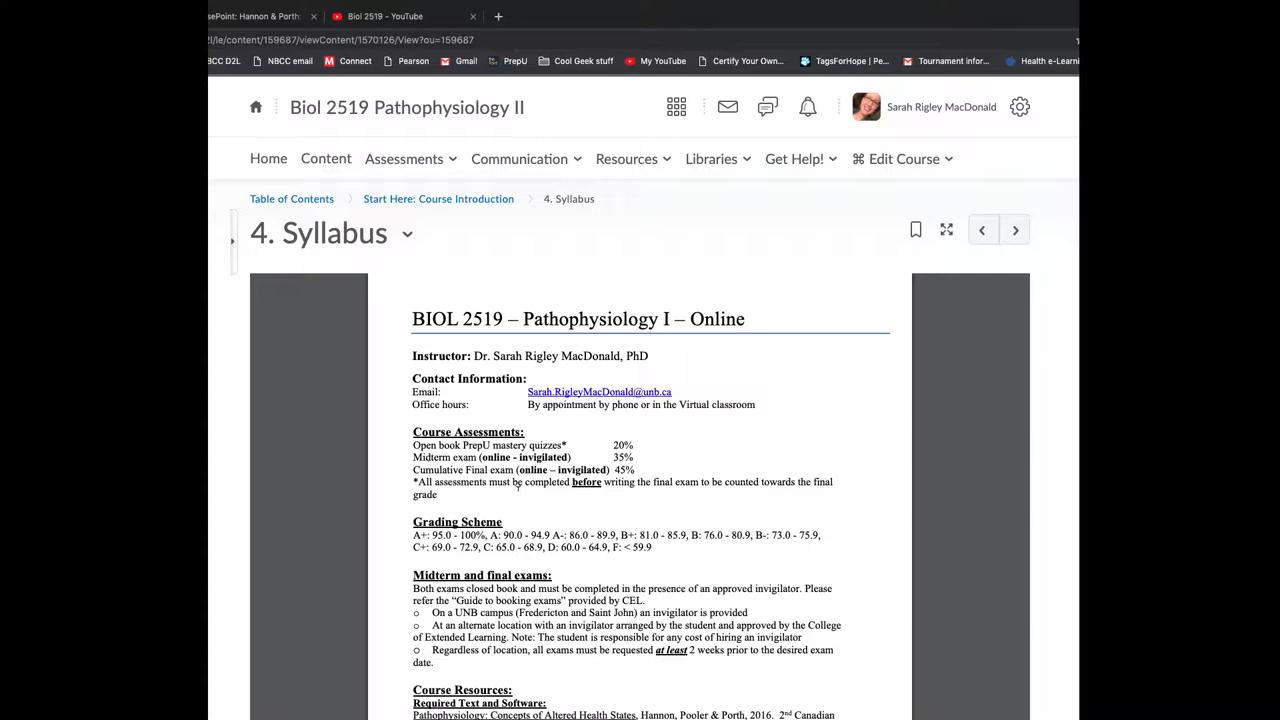 sePoint: Hannon & Porth: × Biol 2519 - YouTube × +
l/le/content/159687/viewContent/1570126/View?ou=159687
BCC D2L NBCC email Connect Pearson Gmail PrepU Cool Geek stuff My YouTube Certify Your Own... TagsForHope | Pe... Tournament infor... Health e-Learni
Biol 2519 Pathophysiology II Sarah Rigley MacDonald
Home Content Assessments Communication Resources Libraries Get Help! ⌘ Edit Course
Table of Contents Start Here: Course Introduction 4. Syllabus
4. Syllabus
BIOL 2519 – Pathophysiology I – Online
Instructor: Dr. Sarah Rigley MacDonald, PhD
Contact Information:
Email: Sarah.RigleyMacDonald@unb.ca
Office hours: By appointment by phone or in the Virtual classroom
Course Assessments:
Open book PrepU mastery quizzes* 20%
Midterm exam (online - invigilated) 35%
Cumulative Final exam (online – invigilated) 45%
*All assessments must be completed before writing the final exam to be counted towards the final
grade
Grading Scheme
A+: 95.0 - 100%, A: 90.0 - 94.9 A-: 86.0 - 89.9, B+: 81.0 - 85.9, B: 76.0 - 80.9, B-: 73.0 - 75.9,
C+: 69.0 - 72.9, C: 65.0 - 68.9, D: 60.0 - 64.9, F: < 59.9
Midterm and final exams:
Both exams closed book and must be completed in the presence of an approved invigilator. Please
refer the “Guide to booking exams” provided by CEL.
o On a UNB campus (Fredericton and Saint John) an invigilator is provided
o At an alternate location with an invigilator arranged by the student and approved by the College
of Extended Learning. Note: The student is responsible for any cost of hiring an invigilator
o Regardless of location, all exams must be requested at least 2 weeks prior to the desired exam
date.
Course Resources:
Required Text and Software:
Pathophysiology: Concepts of Altered Health States, Hannon, Pooler & Porth, 2016. 2nd Canadian